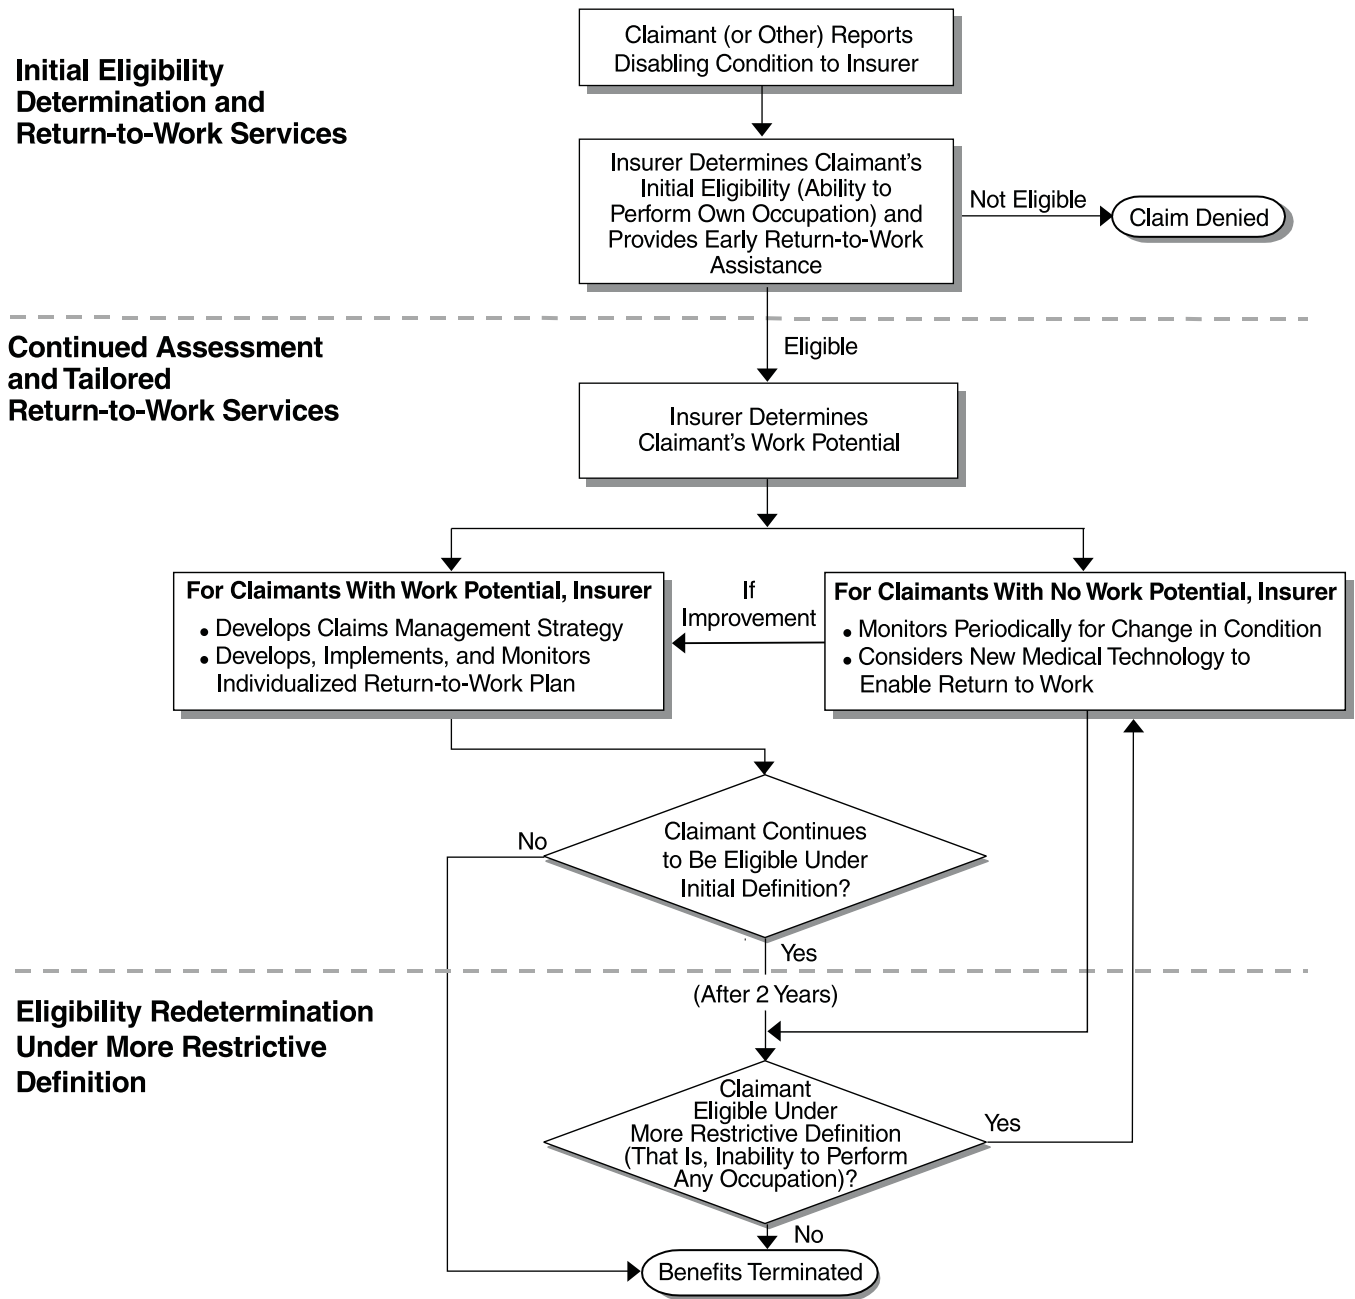 Claimant (or Other) Reports
Disabling Condition to Insurer
Initial Eligibility
Determination and
Return-to-Work Services
Insurer Determines Claimant's
Initial Eligibility (Ability to
Perform Own Occupation) and
Provides Early Return-to-Work
Assistance
Not Eligible
Claim Denied
Continued Assessment
and Tailored
Return-to-Work Services
Eligible
Insurer Determines
Claimant's Work Potential
For Claimants With Work Potential, Insurer
• Develops Claims Management Strategy
• Develops, Implements, and Monitors
Individualized Return-to-Work Plan
If
Improvement
For Claimants With No Work Potential, Insurer
• Monitors Periodically for Change in Condition
• Considers New Medical Technology to
Enable Return to Work
No
Claimant Continues
to Be Eligible Under
Initial Definition?
Yes
(After 2 Years)
Eligibility Redetermination
Under More Restrictive
Definition
Claimant
Eligible Under
More Restrictive Definition
(That Is, Inability to Perform
Any Occupation)?
Yes
No
Benefits Terminated